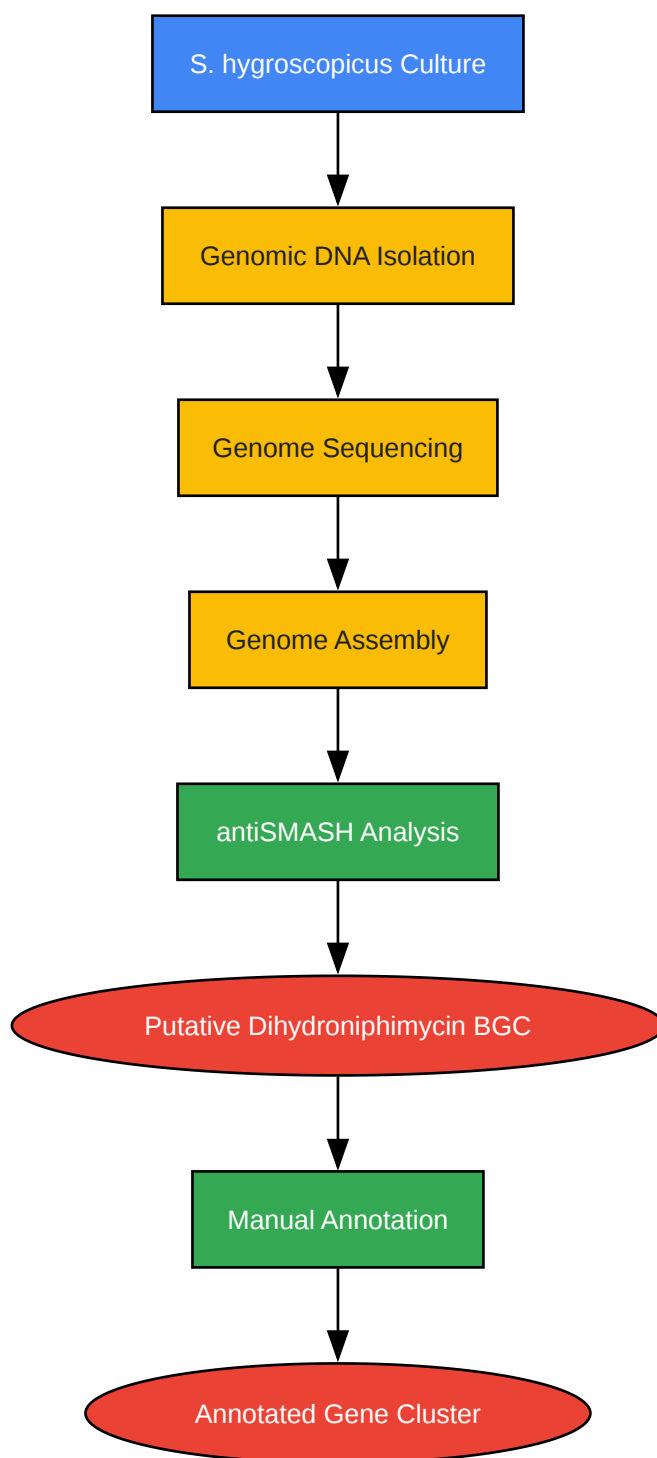 S. hygroscopicus Culture
Genomic DNA Isolation
Genome Sequencing
Genome Assembly
antiSMASH Analysis
Putative Dihydroniphimycin BGC
Manual Annotation
Annotated Gene Cluster